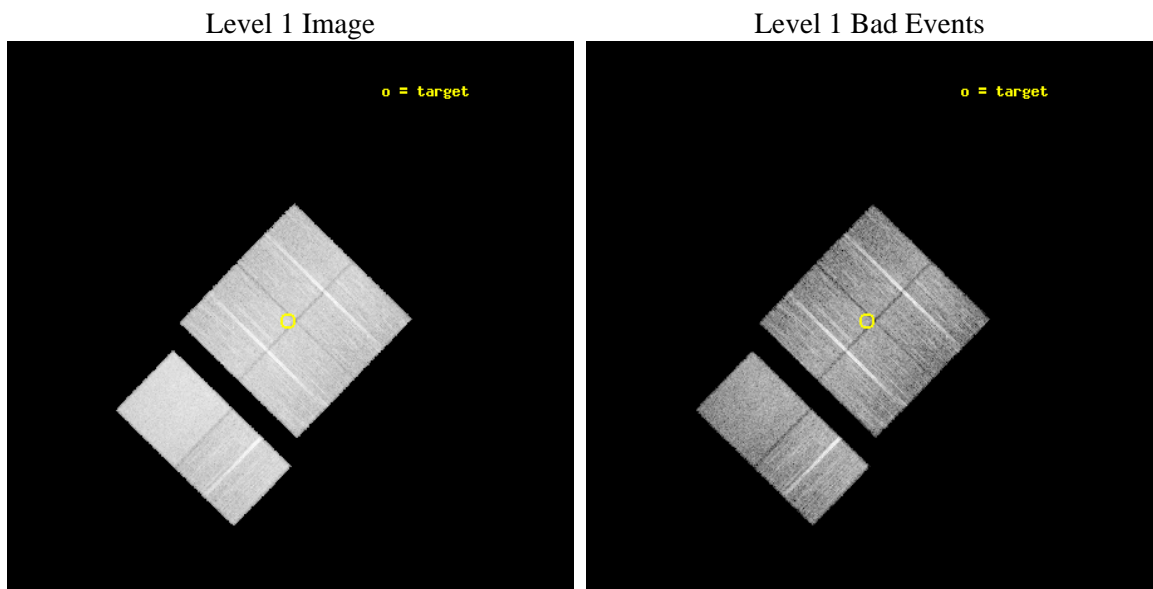 Level 1 Image
Level 1 Bad Events
o = target
o = target